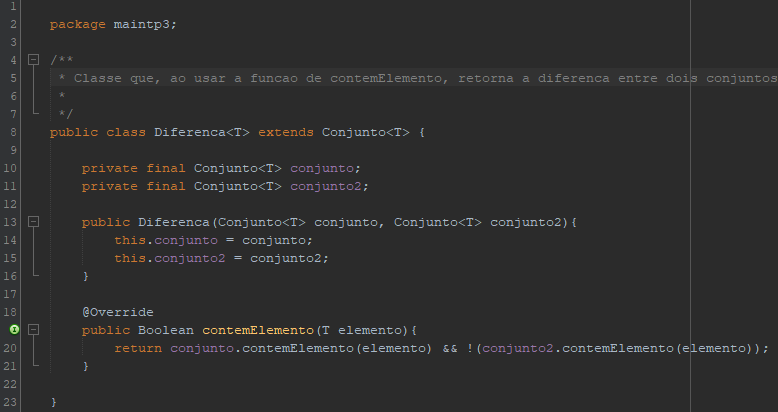 1
2 package maintp3;
3
4 /**
5 * Classe que, ao usar a funcao de contemElemento, retorna a diferenca entre dois conjuntos
6 *
7 */
8 public class Diferenca<T> extends Conjunto<T> {
9
10 private final Conjunto<T> conjunto;
11 private final Conjunto<T> conjunto2;
12
13 public Diferenca(Conjunto<T> conjunto, Conjunto<T> conjunto2){
14 this.conjunto = conjunto;
15 this.conjunto2 = conjunto2;
16 }
17
18 @Override
public Boolean contemElemento(T elemento){
20 return conjunto.contemElemento(elemento) && !(conjunto2.contemElemento(elemento));
21 }
22
23 }